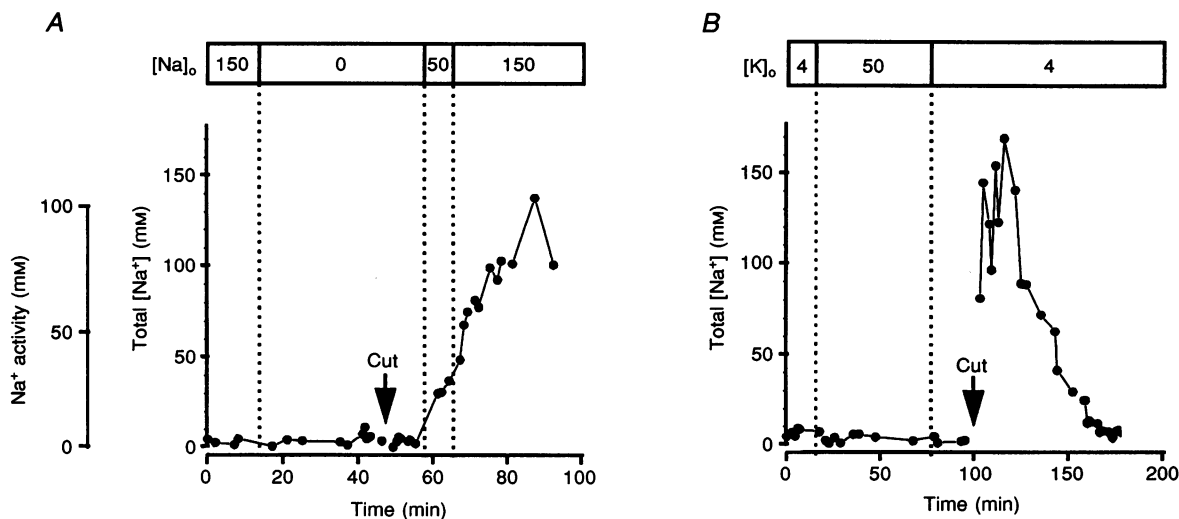 A
[Na]ₒ 150 0 50 150
Na⁺ activity (mM)
100
50
0
Total [Na⁺] (mM)
150
100
50
0
Cut
0 20 40 60 80 100
Time (min)
B
[K]ₒ 4 50 4
Total [Na⁺] (mM)
150
100
50
0
Cut
0 50 100 150 200
Time (min)